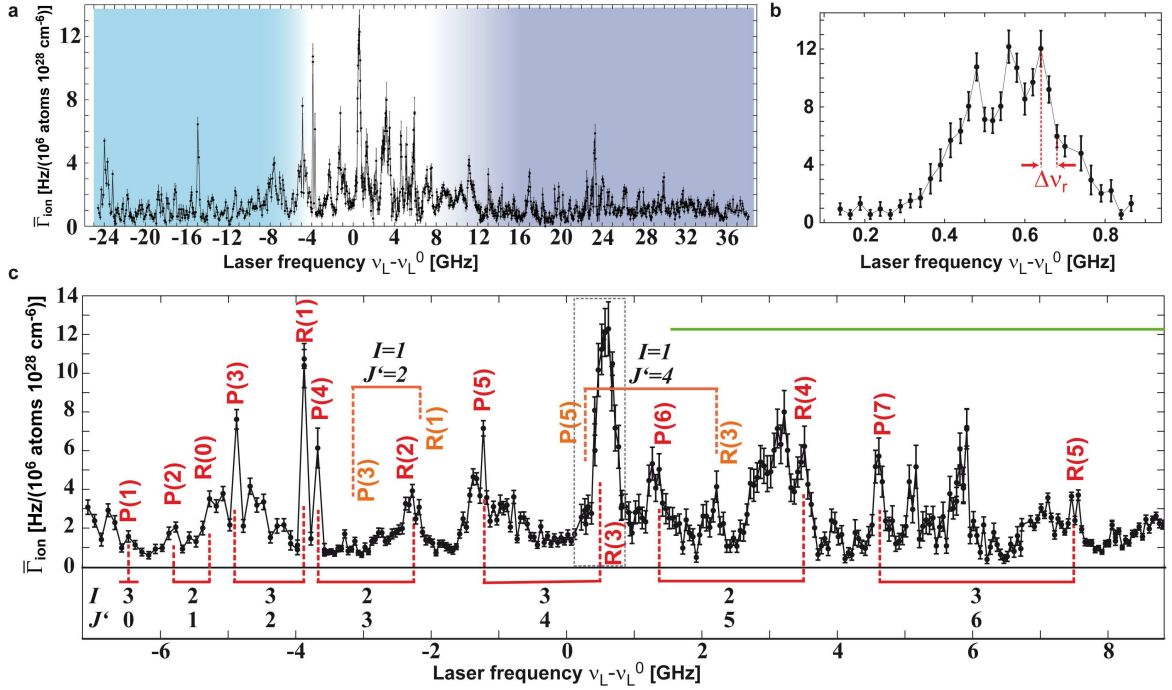 a
Γ̅ion [Hz/(10⁶ atoms 10²⁸ cm⁻⁶)]
12
8
4
0
-24 -20 -16 -12 -8 -4 0 4 8 12 16 20 24 28 32 36
Laser frequency νL-νL⁰ [GHz]
b
12
8
4
0
Δνr
0.2 0.4 0.6 0.8
Laser frequency νL-νL⁰ [GHz]
c
Γ̅ion [Hz/(10⁶ atoms 10²⁸ cm⁻⁶)]
14
12
10
8
6
4
2
0
P(1)
P(2)
R(0)
P(3)
R(1)
P(4)
I=1
J‘=2
P(3)
R(2)
R(1)
P(5)
P(5)
R(3)
I=1
J‘=4
P(6)
R(3)
R(4)
P(7)
R(5)
I 3 2 3 2 3 2 3
J‘ 0 1 2 3 4 5 6
-6 -4 -2 0 2 4 6 8
Laser frequency νL-νL⁰ [GHz]